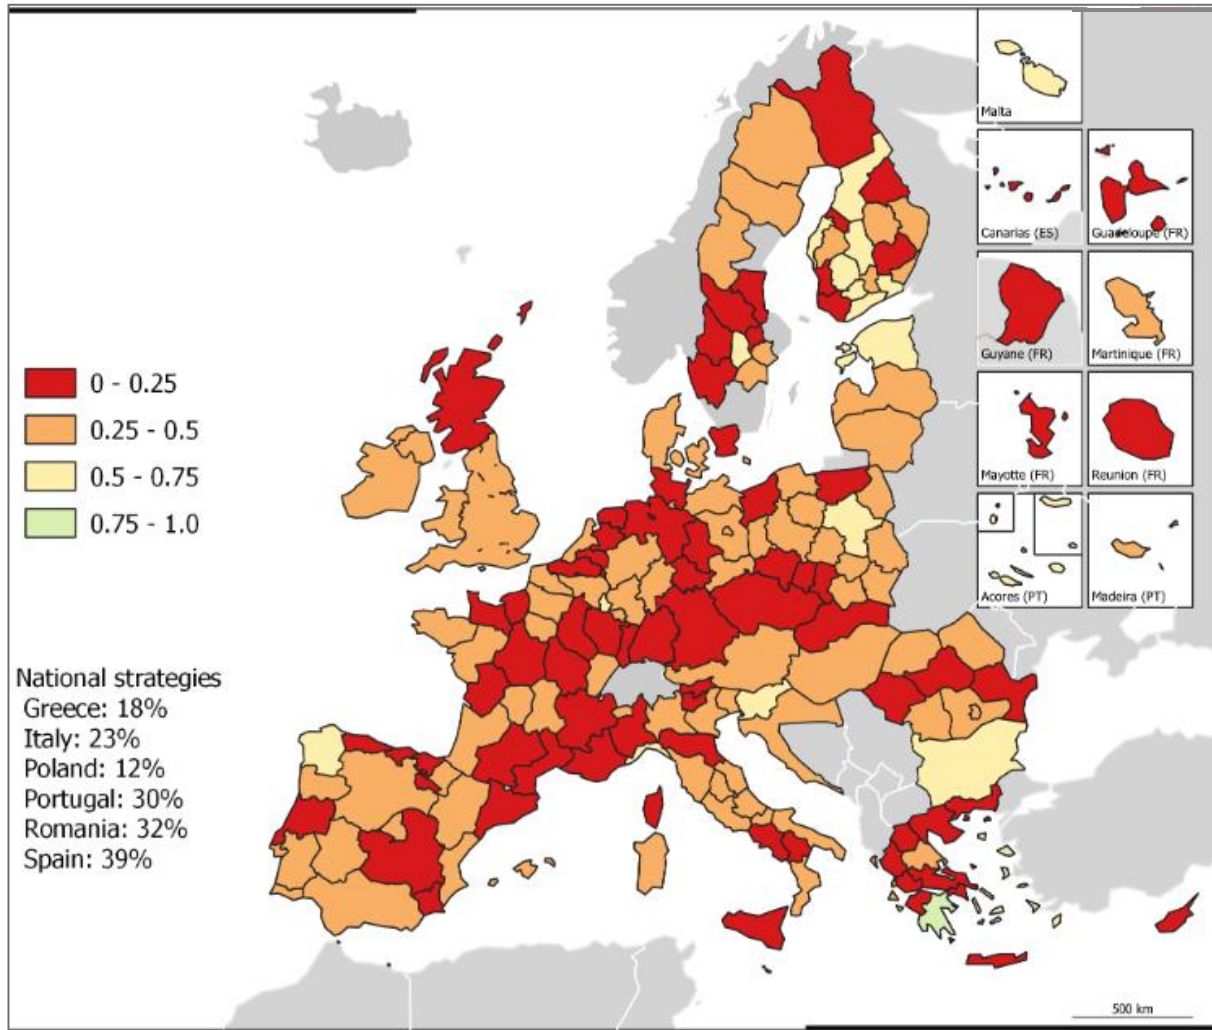 Malta
Canarias (ES)
Guadeloupe (FR)
Guyane (FR)
Martinique (FR)
Mayotte (FR)
Reunion (FR)
Acores (PT)
Madeira (PT)
0 - 0.25
0.25 - 0.5
0.5 - 0.75
0.75 - 1.0
National strategies
Greece: 18%
Italy: 23%
Poland: 12%
Portugal: 30%
Romania: 32%
Spain: 39%
500 km